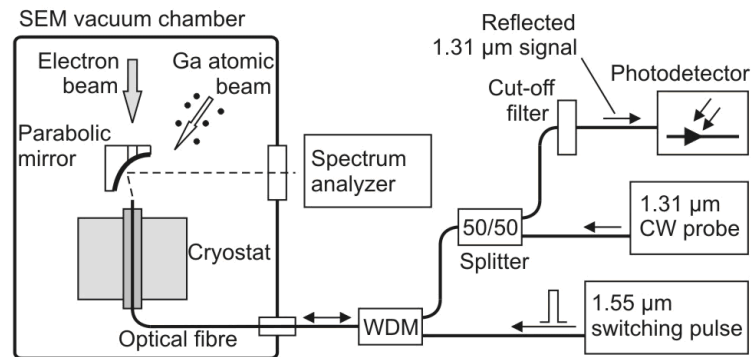 SEM vacuum chamber
Electron
beam
Ga atomic
beam
Parabolic
mirror
Spectrum
analyzer
Cryostat
Optical fibre
Reflected
1.31 µm signal
Cut-off
filter
Photodetector
50/50
Splitter
1.31 µm
CW probe
WDM
1.55 µm
switching pulse